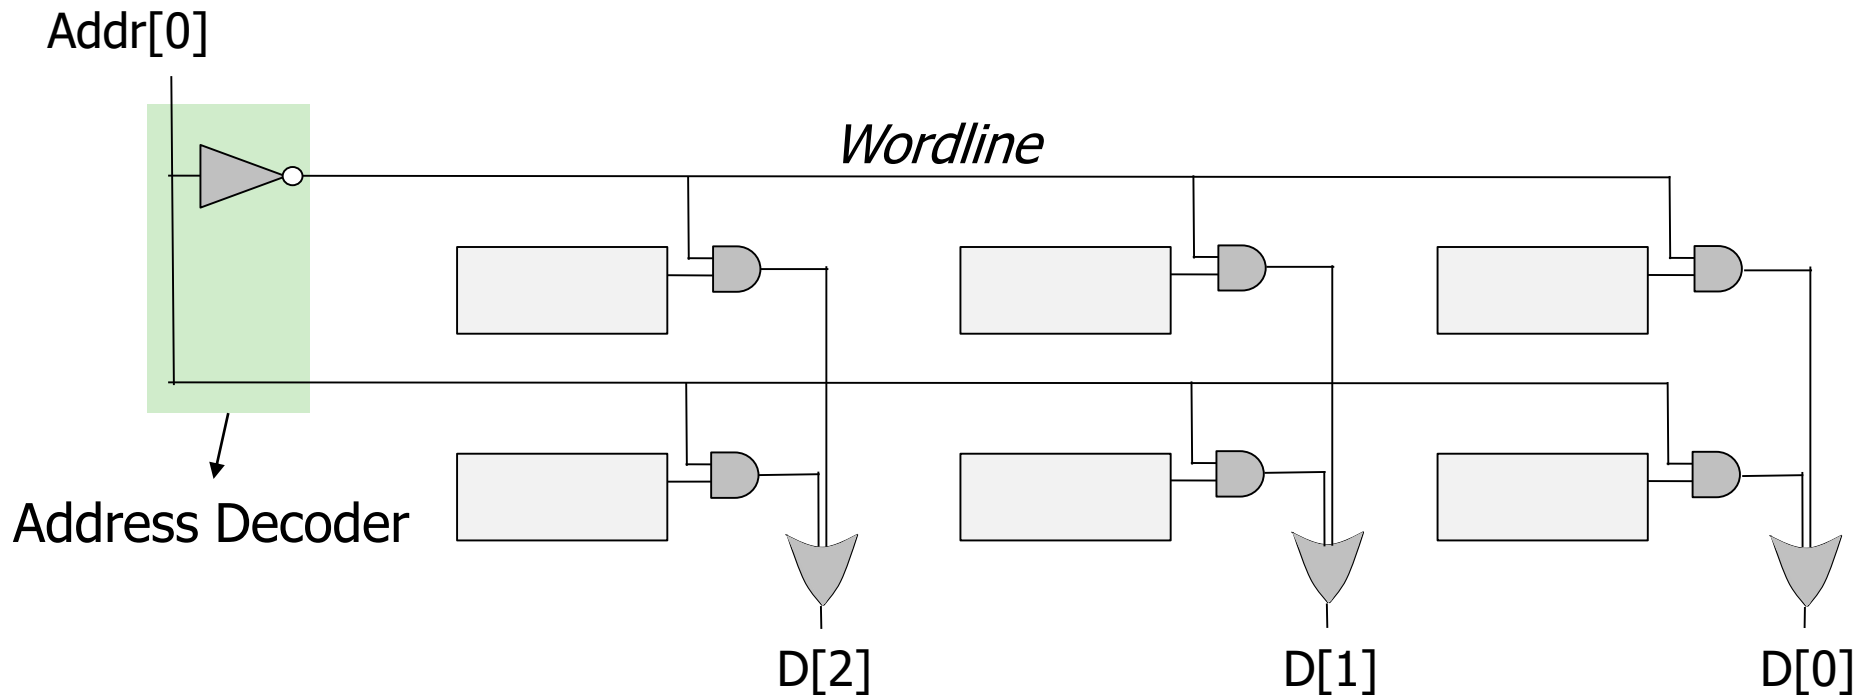 Addr[0]
Wordline
Address Decoder
D[2]
D[1]
D[0]